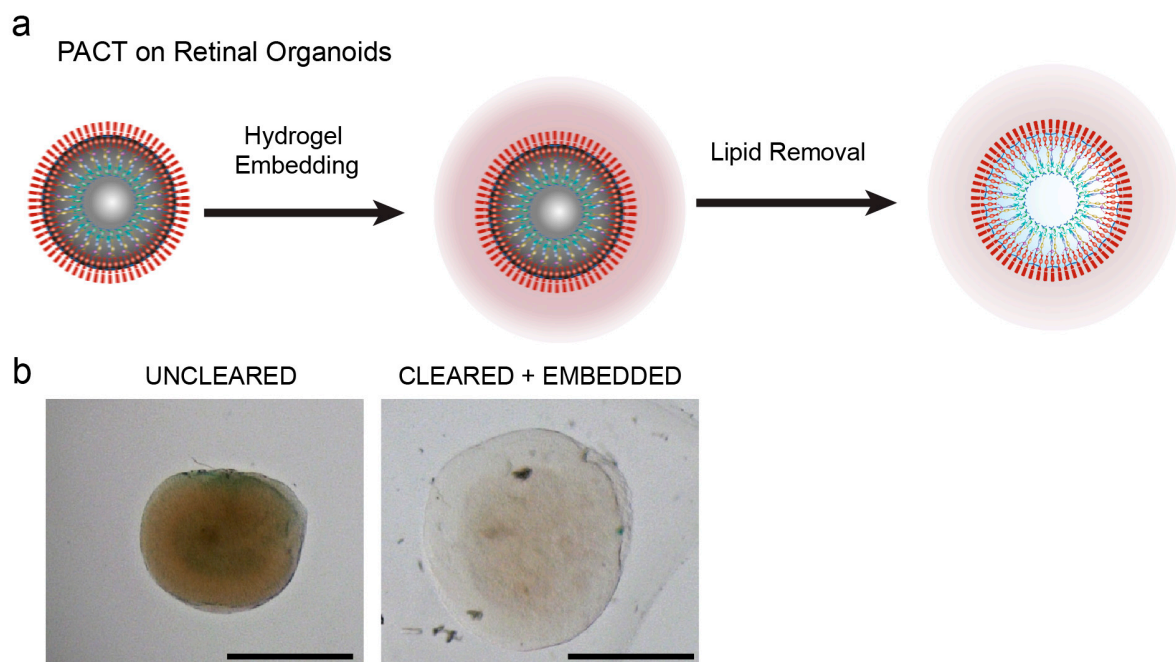 a
PACT on Retinal Organoids
Hydrogel
Embedding
Lipid Removal
b
UNCLEARED
CLEARED + EMBEDDED